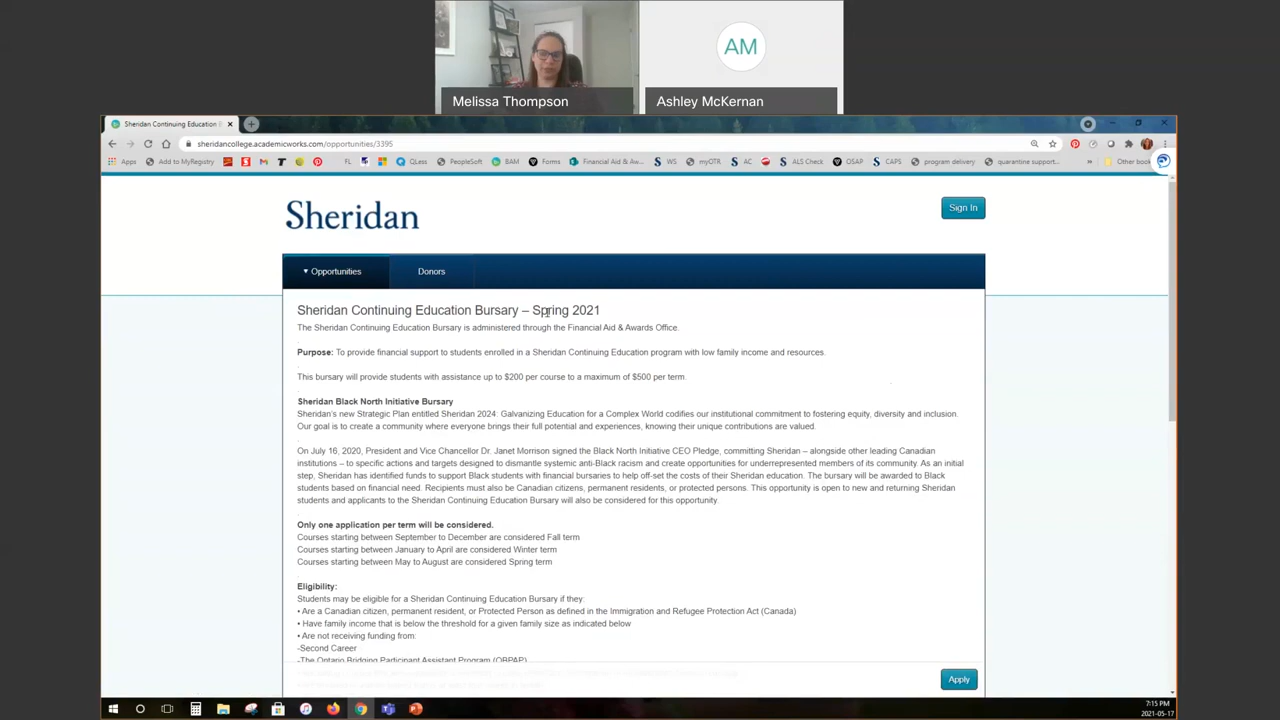 AM
Melissa Thompson
Ashley McKernan
Sheridan Continuing Education B
sheridancollege.academicworks.com/opportunities/3395
Apps Add to MyRegistry FL QLess PeopleSoft BAM Forms Financial Aid & Aw... WS myOTR AC ALS Check OSAP CAPS program delivery quarantine support... » Other book
Sheridan
Sign In
Opportunities Donors
Sheridan Continuing Education Bursary – Spring 2021
The Sheridan Continuing Education Bursary is administered through the Financial Aid & Awards Office.
Purpose: To provide financial support to students enrolled in a Sheridan Continuing Education program with low family income and resources.
This bursary will provide students with assistance up to $200 per course to a maximum of $500 per term.
Sheridan Black North Initiative Bursary
Sheridan's new Strategic Plan entitled Sheridan 2024: Galvanizing Education for a Complex World codifies our institutional commitment to fostering equity, diversity and inclusion.
Our goal is to create a community where everyone brings their full potential and experiences, knowing their unique contributions are valued.
On July 16, 2020, President and Vice Chancellor Dr. Janet Morrison signed the Black North Initiative CEO Pledge, committing Sheridan – alongside other leading Canadian
institutions – to specific actions and targets designed to dismantle systemic anti-Black racism and create opportunities for underrepresented members of its community. As an initial
step, Sheridan has identified funds to support Black students with financial bursaries to help off-set the costs of their Sheridan education. The bursary will be awarded to Black
students based on financial need. Recipients must also be Canadian citizens, permanent residents, or protected persons. This opportunity is open to new and returning Sheridan
students and applicants to the Sheridan Continuing Education Bursary will also be considered for this opportunity.
Only one application per term will be considered.
Courses starting between September to December are considered Fall term
Courses starting between January to April are considered Winter term
Courses starting between May to August are considered Spring term
Eligibility:
Students may be eligible for a Sheridan Continuing Education Bursary if they:
• Are a Canadian citizen, permanent resident, or Protected Person as defined in the Immigration and Refugee Protection Act (Canada)
• Have family income that is below the threshold for a given family size as indicated below
• Are not receiving funding from:
-Second Career
-The Ontario Bridging Participant Assistant Program (OBPAP)
Apply
7:15 PM
2021-05-17